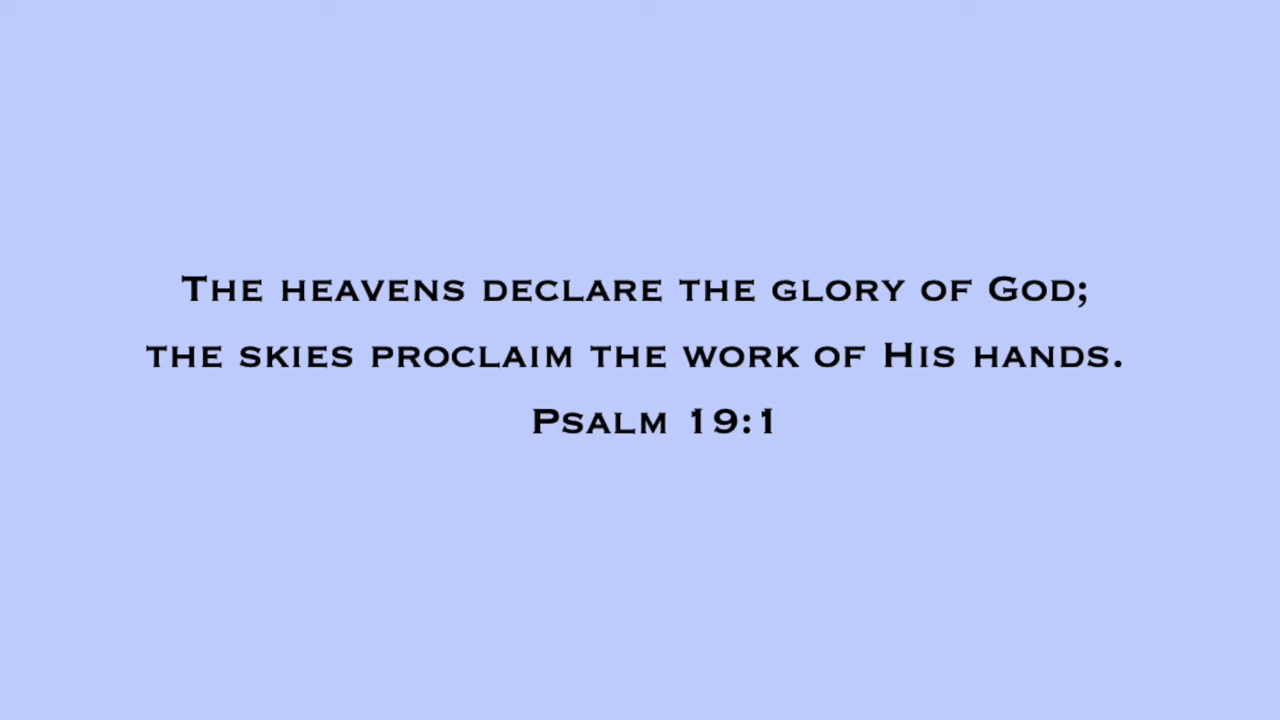 The heavens declare the glory of God;
the skies proclaim the work of His hands.
Psalm 19:1